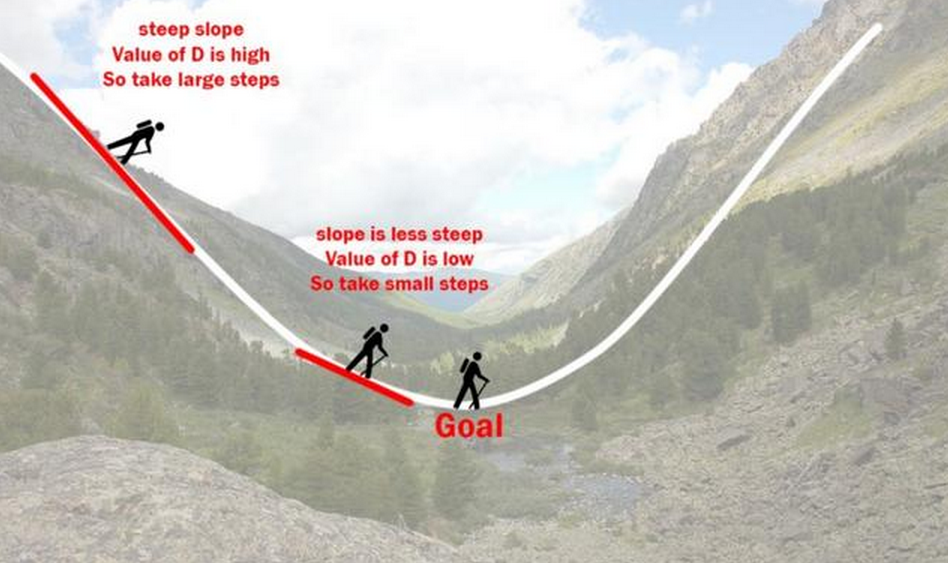 steep slope
Value of D is high
So take large steps
slope is less steep
Value of D is low
So take small steps
Goal